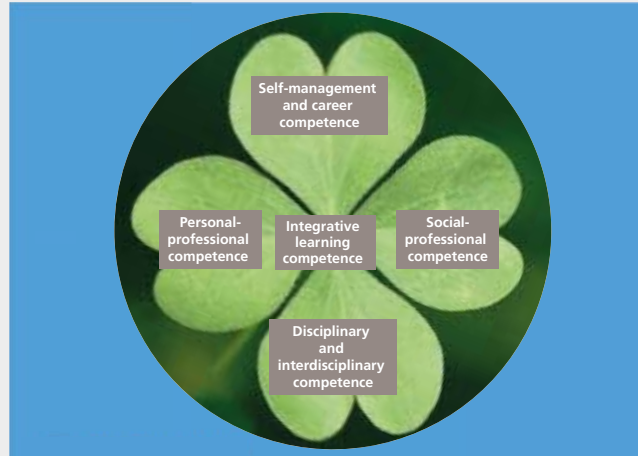 Self-management
and career
competence
Personal-
professional
competence
Integrative
learning
competence
Social-
professional
competence
Disciplinary
and
interdisciplinary
competence